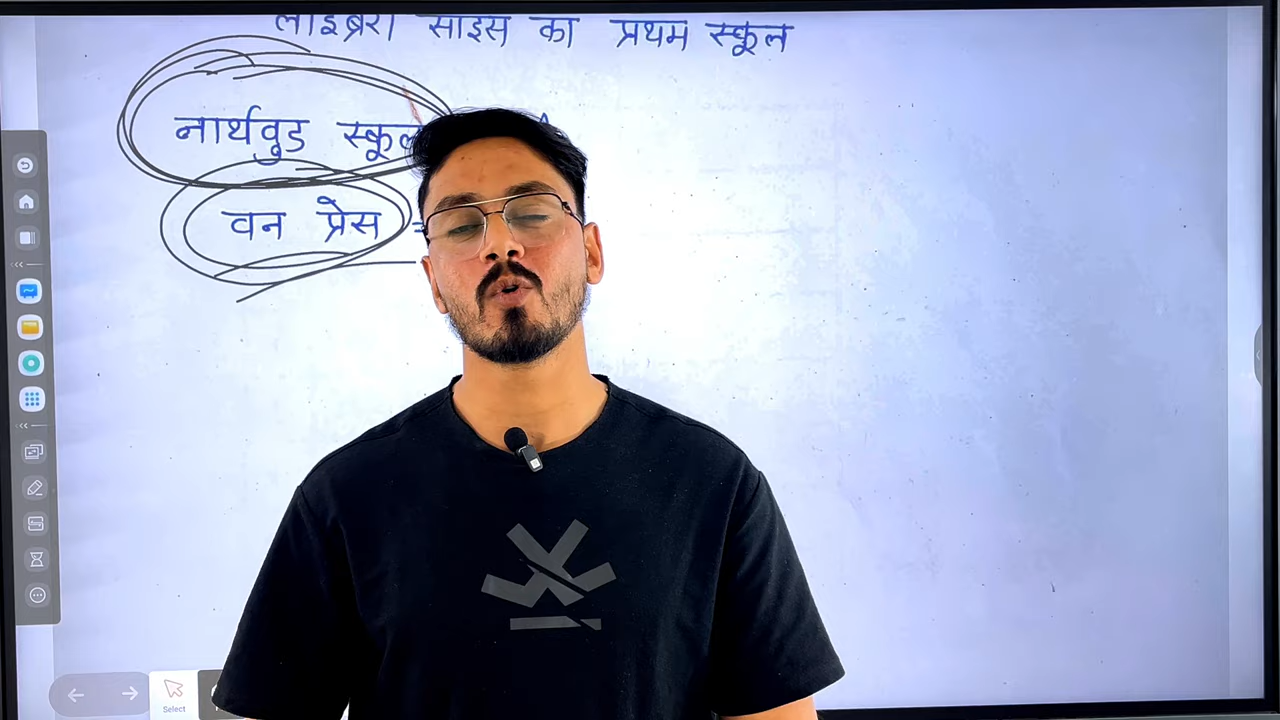 लाइब्रेरी साइंस का प्रथम स्कूल
नार्थवुड स्कूल
वन प्रेस =
Select